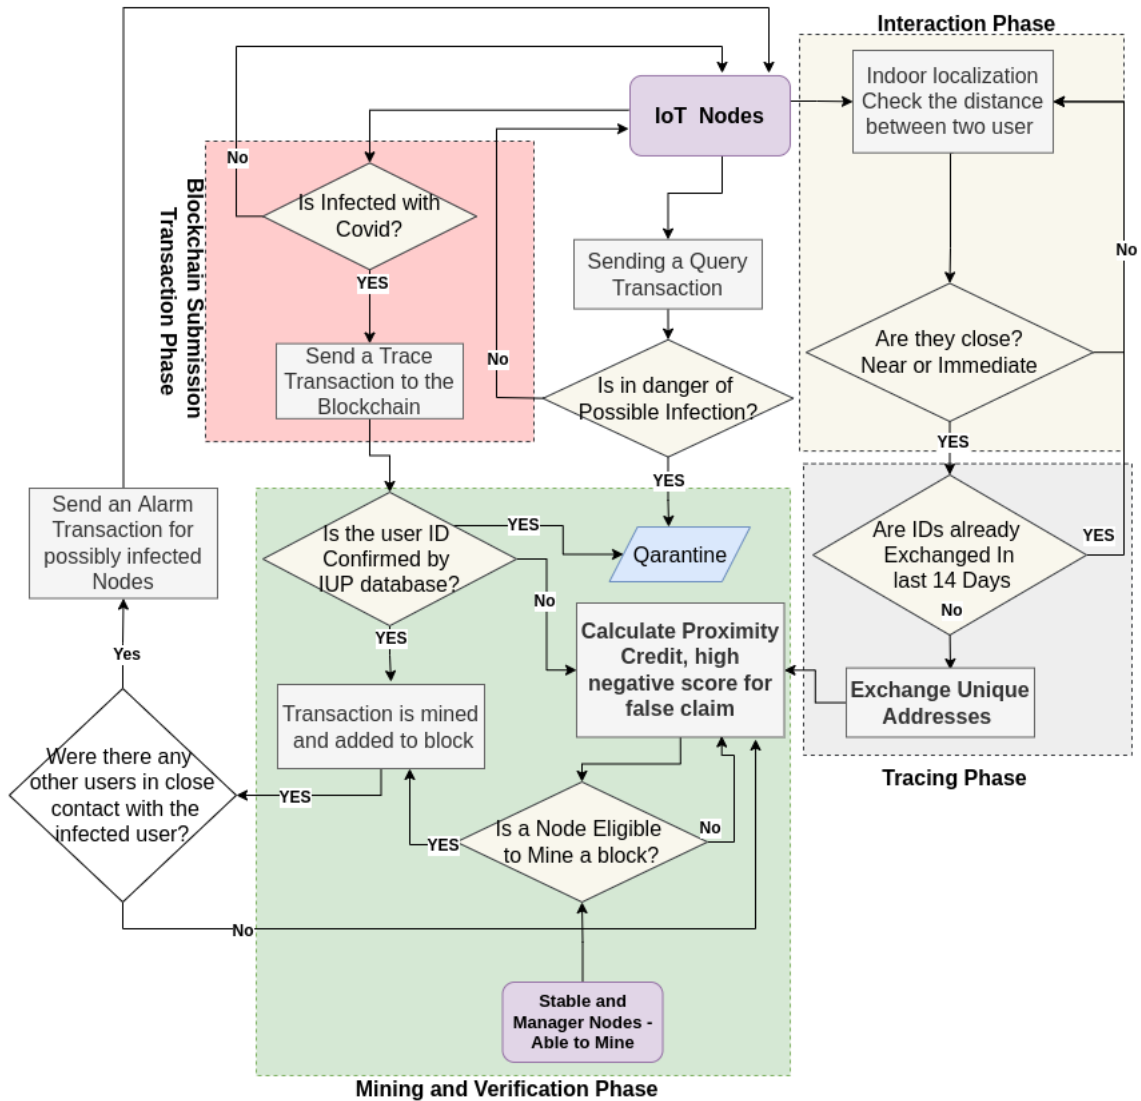 Interaction Phase
IoT Nodes
Indoor localization
Check the distance
between two user
No
Is Infected with
Covid?
YES
Send a Trace
Transaction to the
Blockchain
Blockchain Submission
Transaction Phase
Sending a Query
Transaction
No
Is in danger of
Possible Infection?
YES
Are they close?
Near or Immediate
No
YES
Send an Alarm
Transaction for
possibly infected
Nodes
Yes
Is the user ID
Confirmed by
IUP database?
YES
Qarantine
No
YES
Are IDs already
Exchanged In
last 14 Days
No
YES
Exchange Unique
Addresses
Tracing Phase
Calculate Proximity
Credit, high
negative score for
false claim
Transaction is mined
and added to block
YES
Were there any
other users in close
contact with the
infected user?
No
Is a Node Eligible
to Mine a block?
YES
No
Stable and
Manager Nodes -
Able to Mine
Mining and Verification Phase